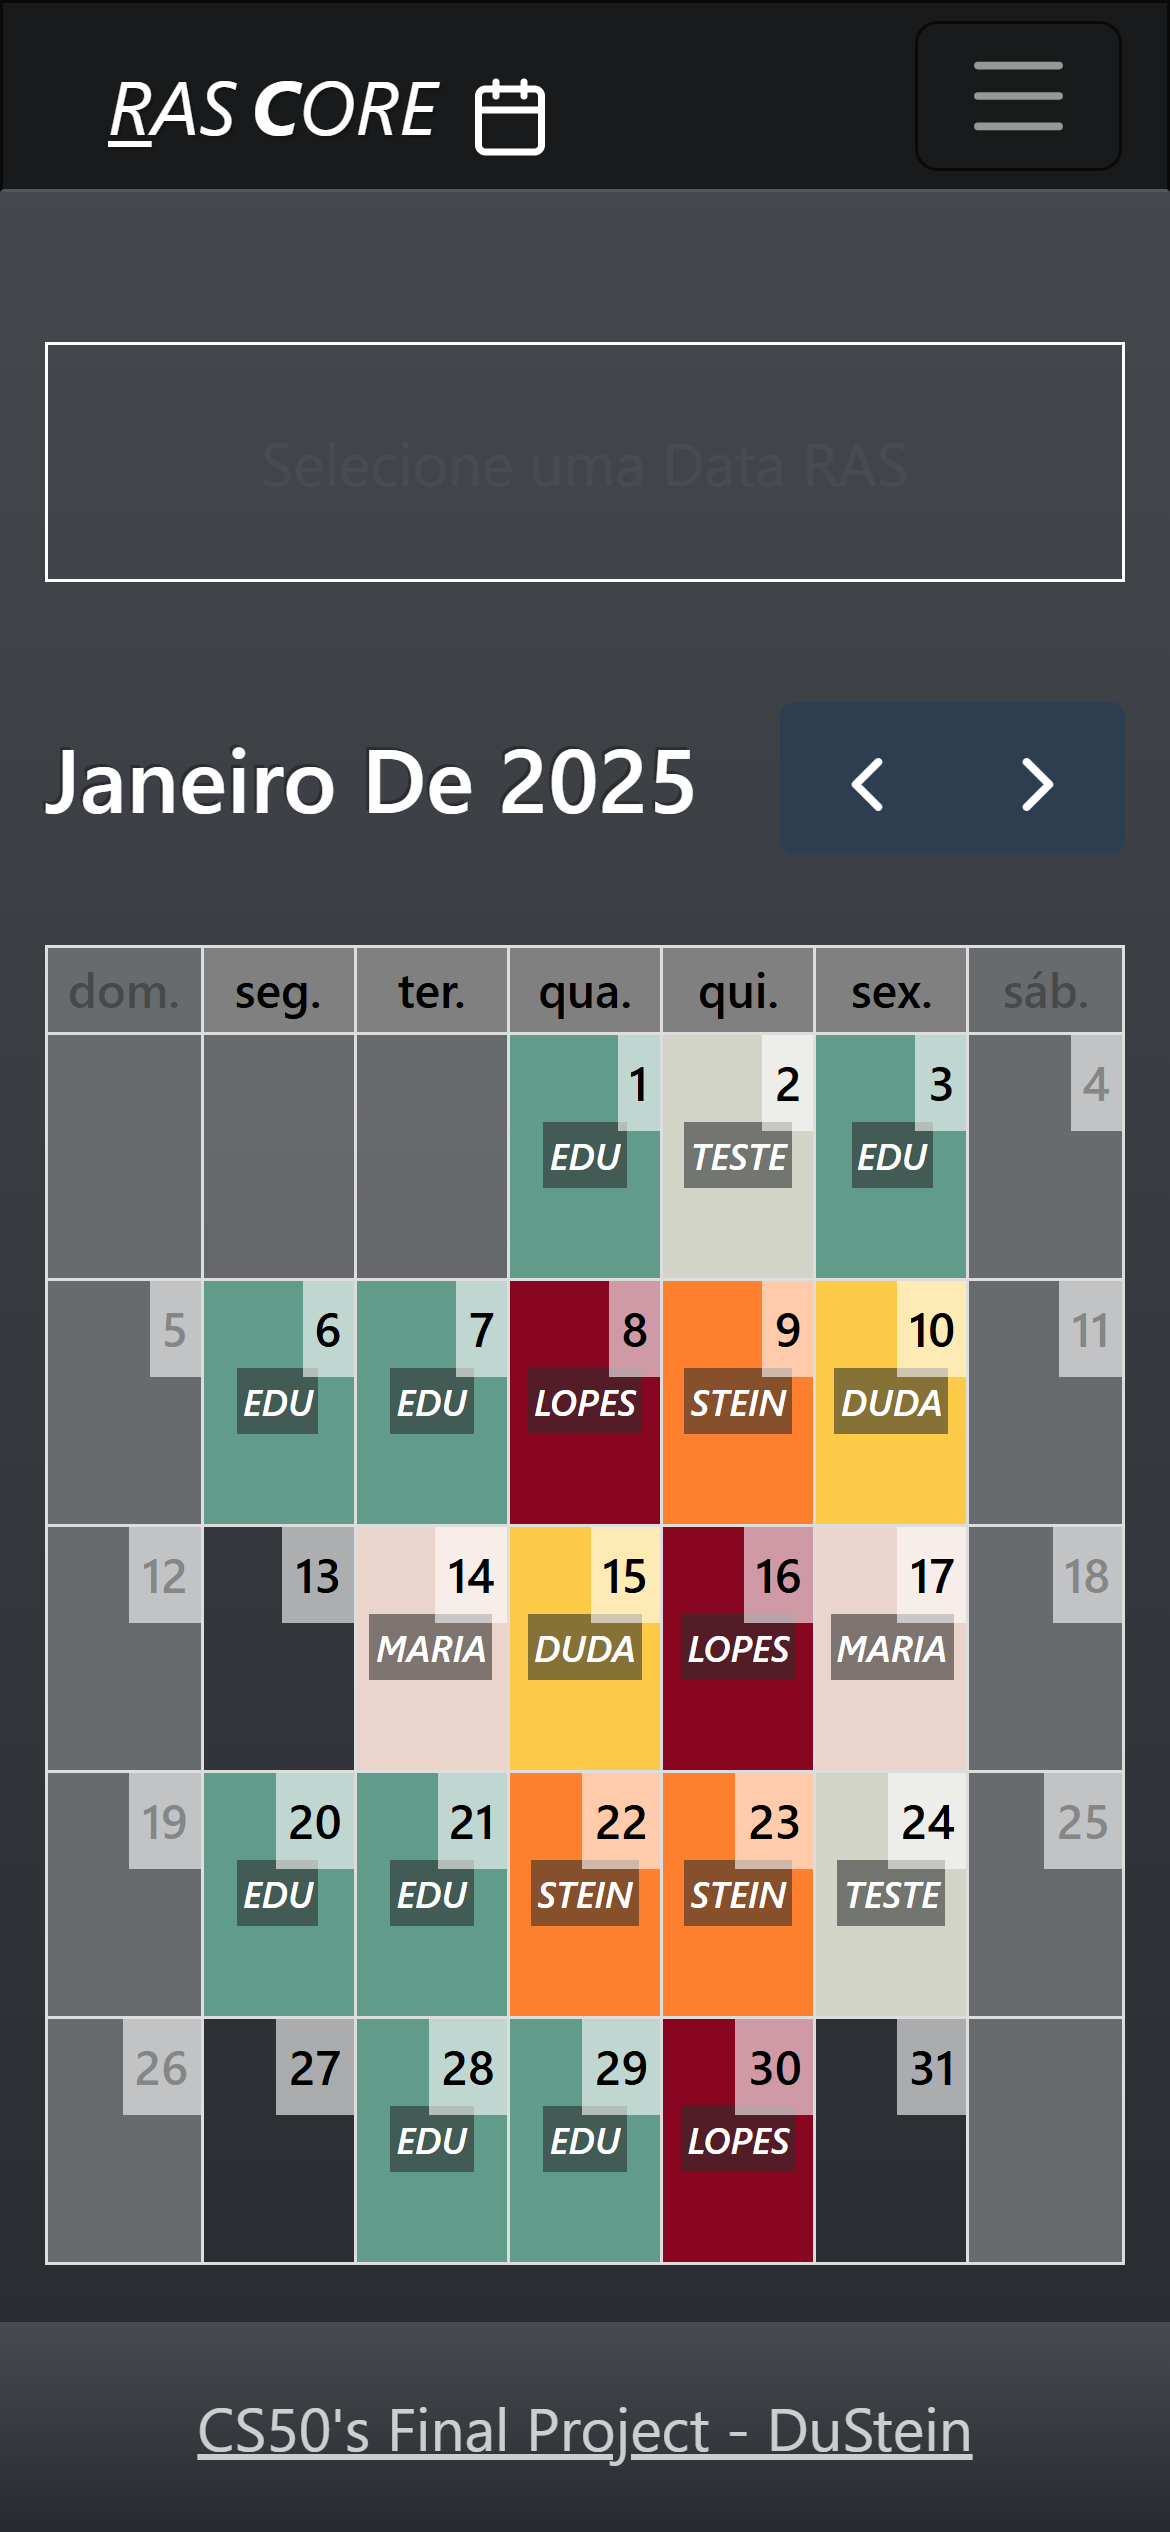 RAS CORE
Selecione uma Data RAS
Janeiro De 2025
dom. seg. ter. qua. qui. sex. sáb.
1 2 3 4
EDU TESTE EDU
5 6 7 8 9 10 11
EDU EDU LOPES STEIN DUDA
12 13 14 15 16 17 18
MARIA DUDA LOPES MARIA
19 20 21 22 23 24 25
EDU EDU STEIN STEIN TESTE
26 27 28 29 30 31
EDU EDU LOPES
CS50's Final Project - DuStein